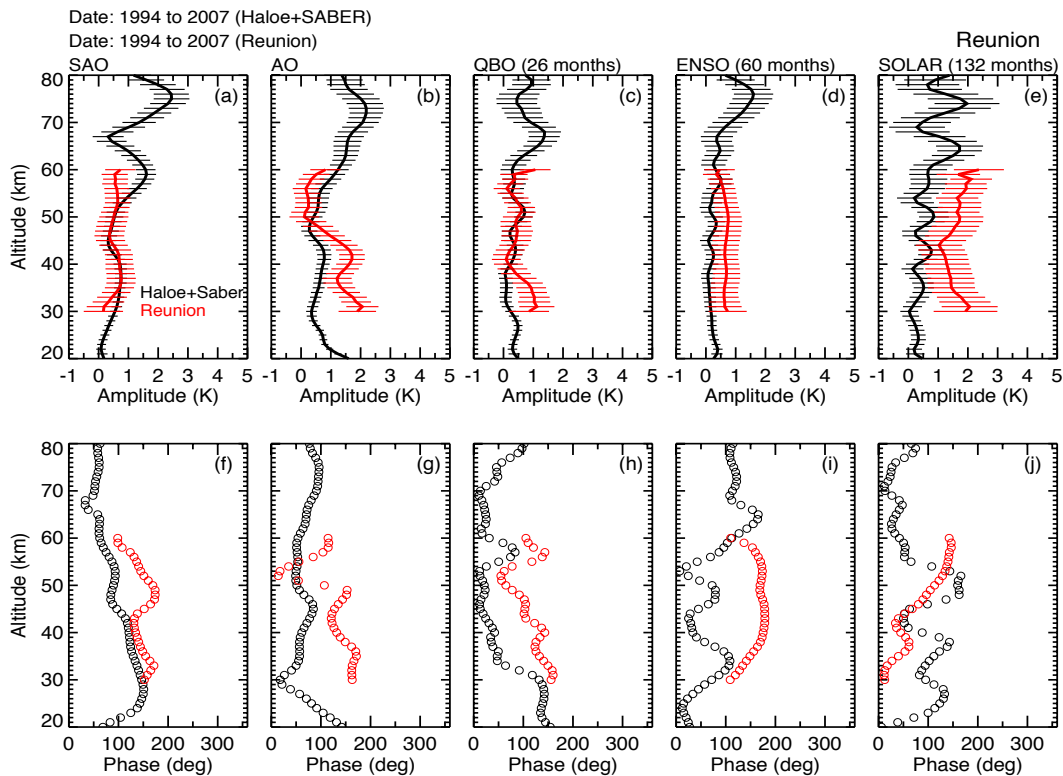 Date: 1994 to 2007 (Haloe+SABER)
Date: 1994 to 2007 (Reunion)
Reunion
SAO AO QBO (26 months) ENSO (60 months) SOLAR (132 months)
80 (a) (b) (c) (d) (e)
70
60
50
40
30
20
Altitude (km)
Haloe+Saber
Reunion
-1 0 1 2 3 4 5 -1 0 1 2 3 4 5 -1 0 1 2 3 4 5 -1 0 1 2 3 4 5 -1 0 1 2 3 4 5
Amplitude (K) Amplitude (K) Amplitude (K) Amplitude (K) Amplitude (K)
80 (f) (g) (h) (i) (j)
70
60
50
40
30
20
Altitude (km)
0 100 200 300 0 100 200 300 0 100 200 300 0 100 200 300 0 100 200 300
Phase (deg) Phase (deg) Phase (deg) Phase (deg) Phase (deg)